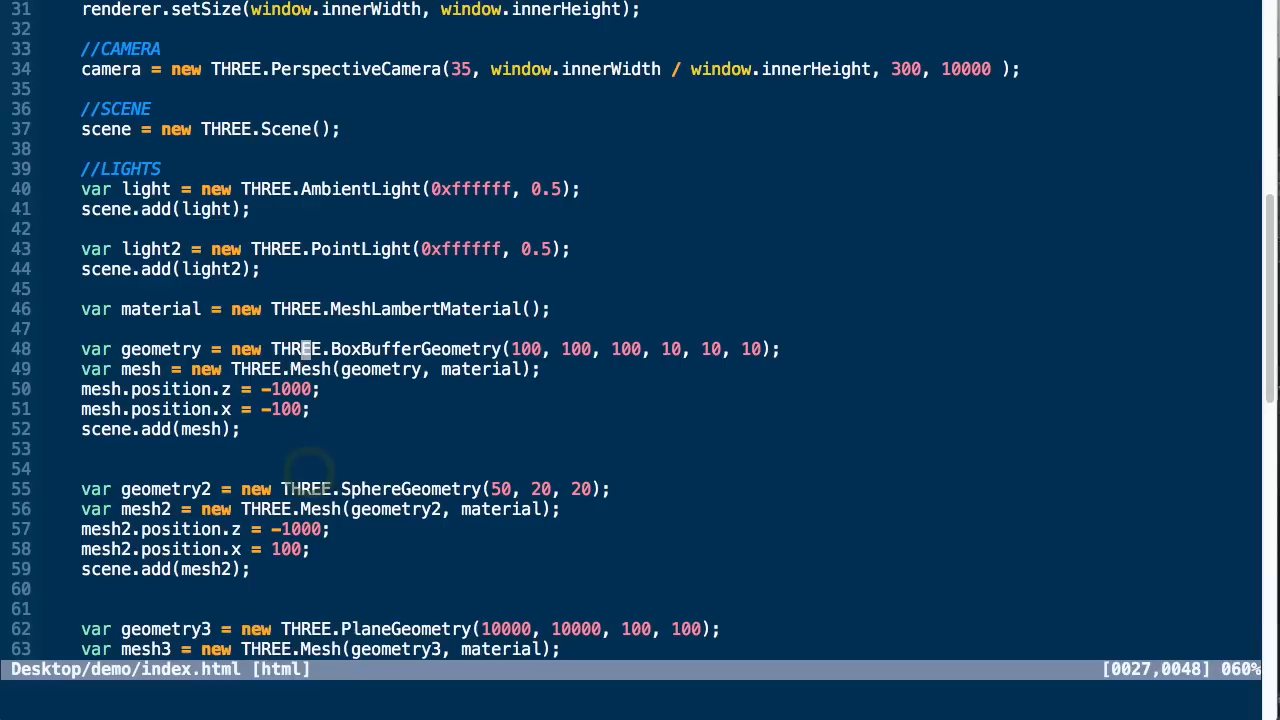 31 renderer.setSize(window.innerWidth, window.innerHeight);
32
33 //CAMERA
34 camera = new THREE.PerspectiveCamera(35, window.innerWidth / window.innerHeight, 300, 10000 );
35
36 //SCENE
37 scene = new THREE.Scene();
38
39 //LIGHTS
40 var light = new THREE.AmbientLight(0xffffff, 0.5);
41 scene.add(light);
42
43 var light2 = new THREE.PointLight(0xffffff, 0.5);
44 scene.add(light2);
45
46 var material = new THREE.MeshLambertMaterial();
47
48 var geometry = new THREE.BoxBufferGeometry(100, 100, 100, 10, 10, 10);
49 var mesh = new THREE.Mesh(geometry, material);
50 mesh.position.z = -1000;
51 mesh.position.x = -100;
52 scene.add(mesh);
53
54
55 var geometry2 = new THREE.SphereGeometry(50, 20, 20);
56 var mesh2 = new THREE.Mesh(geometry2, material);
57 mesh2.position.z = -1000;
58 mesh2.position.x = 100;
59 scene.add(mesh2);
60
61
62 var geometry3 = new THREE.PlaneGeometry(10000, 10000, 100, 100);
63 var mesh3 = new THREE.Mesh(geometry3, material);
Desktop/demo/index.html [html] [0027,0048] 060%